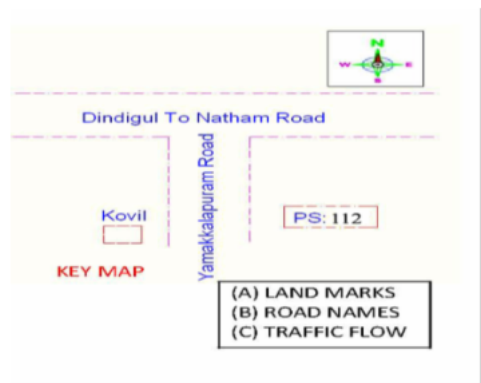 N
W E
S
Dindigul To Natham Road
Yamakkalapuram Road
Kovil
PS: 112
KEY MAP
(A) LAND MARKS
(B) ROAD NAMES
(C) TRAFFIC FLOW